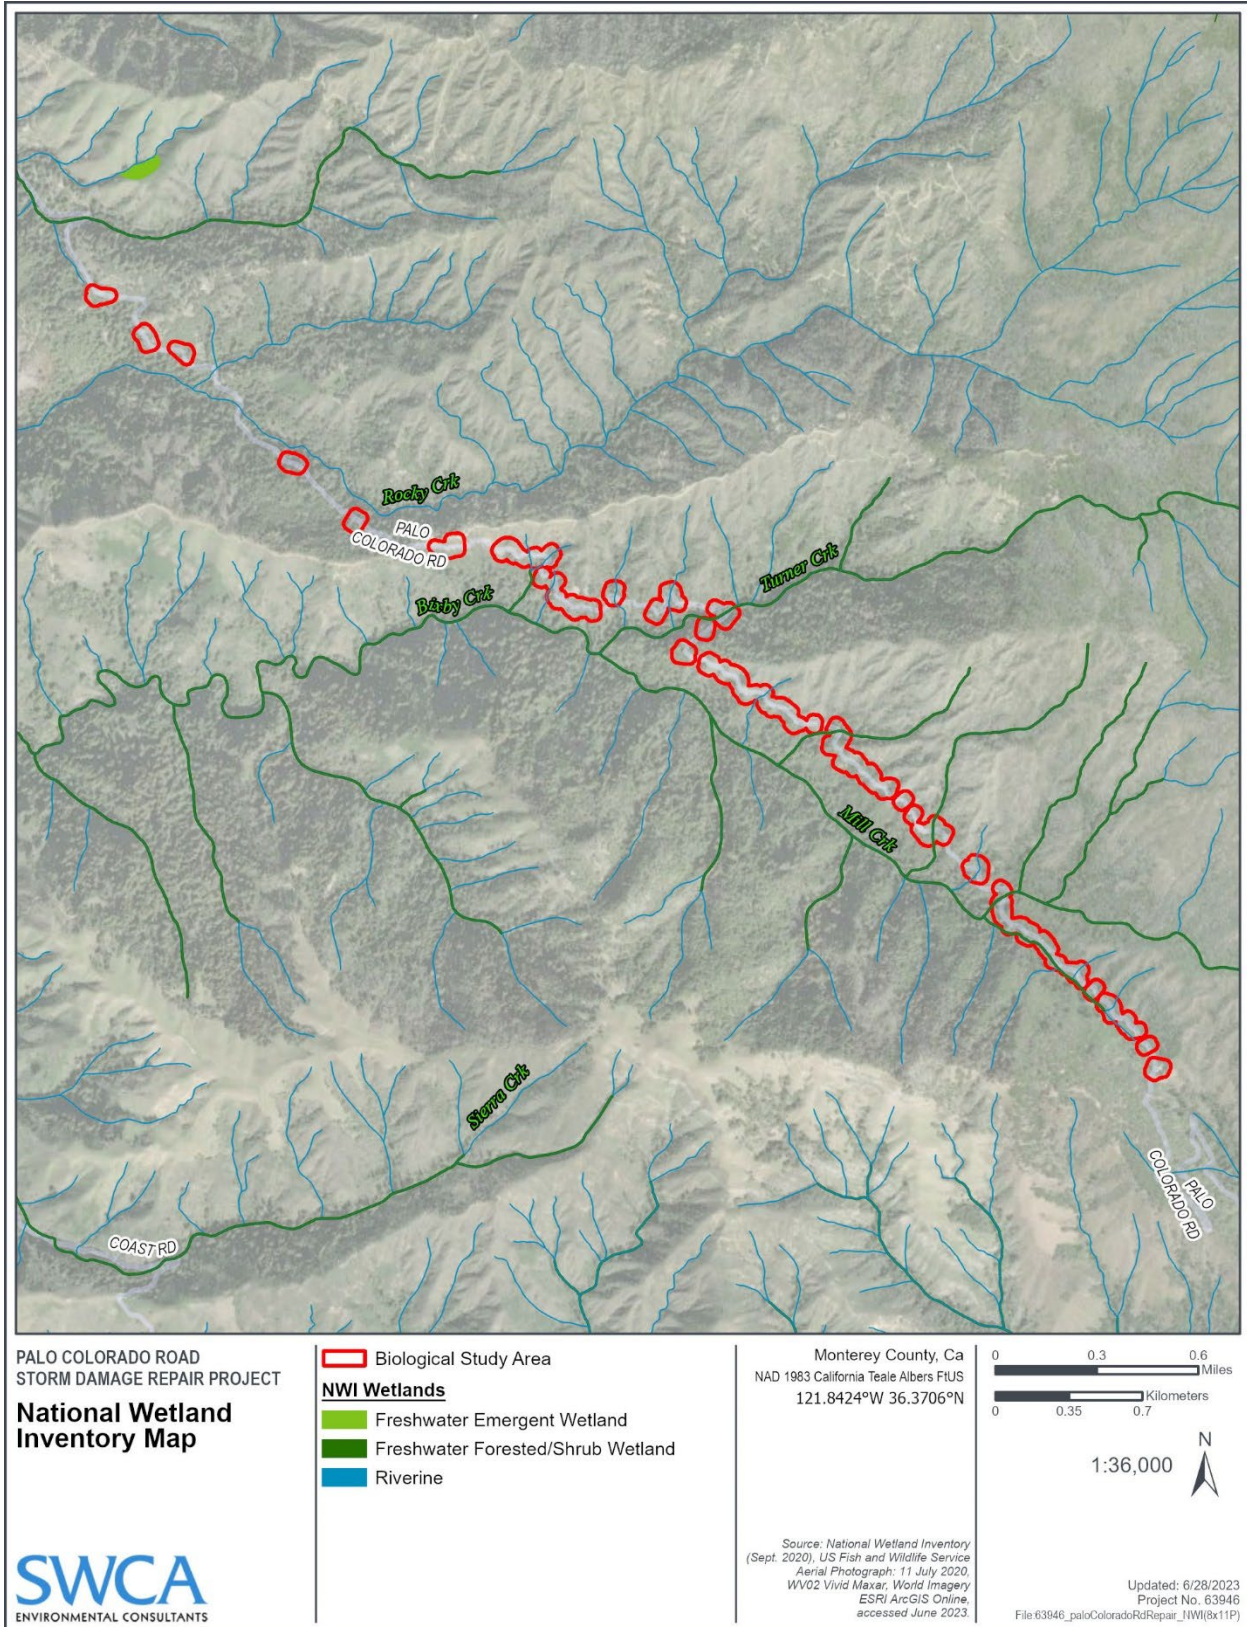 Rocky Crk
PALO
COLORADO RD
Turner Crk
Bixby Crk
Mill Crk
Sierra Crk
PALO
COLORADO RD
COAST RD
PALO COLORADO ROAD
STORM DAMAGE REPAIR PROJECT
National Wetland
Inventory Map
SWCA
ENVIRONMENTAL CONSULTANTS
Biological Study Area
NWI Wetlands
Freshwater Emergent Wetland
Freshwater Forested/Shrub Wetland
Riverine
Monterey County, Ca
NAD 1983 California Teale Albers FtUS
121.8424°W 36.3706°N
Source: National Wetland Inventory
(Sept. 2020), US Fish and Wildlife Service
Aerial Photograph: 11 July 2020,
WV02 Vivid Maxar, World Imagery
ESRI ArcGIS Online,
accessed June 2023.
0 0.3 0.6
Miles
Kilometers
0 0.35 0.7
N
1:36,000
Updated: 6/28/2023
Project No. 63946
File:63946_paloColoradoRdRepair_NWI(8x11P)